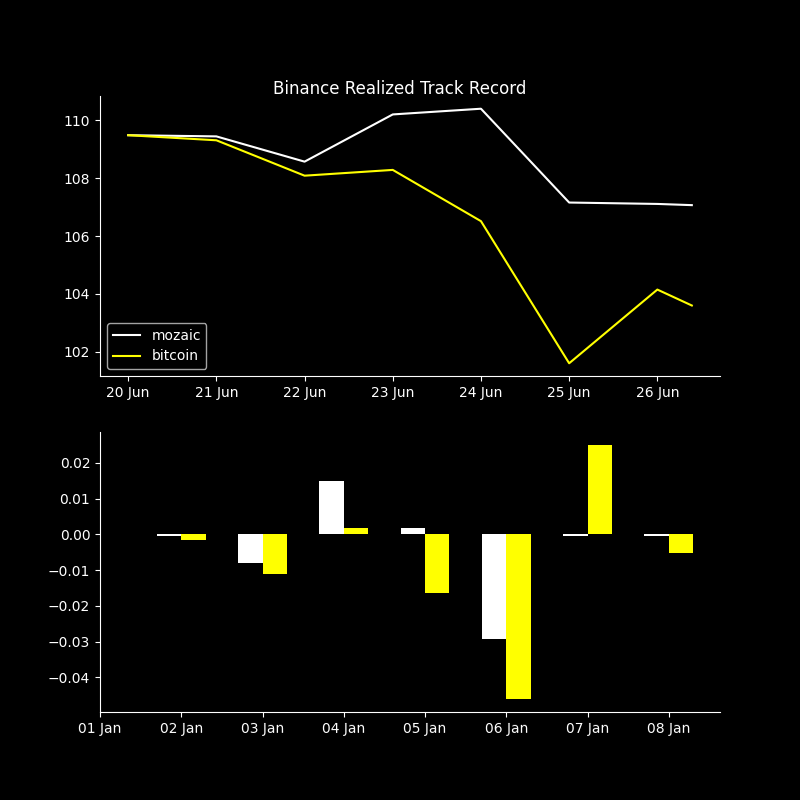 Binance Realized Track Record
110
108
106
104
102
mozaic
bitcoin
20 Jun 21 Jun 22 Jun 23 Jun 24 Jun 25 Jun 26 Jun
0.02
0.01
0.00
−0.01
−0.02
−0.03
−0.04
01 Jan 02 Jan 03 Jan 04 Jan 05 Jan 06 Jan 07 Jan 08 Jan